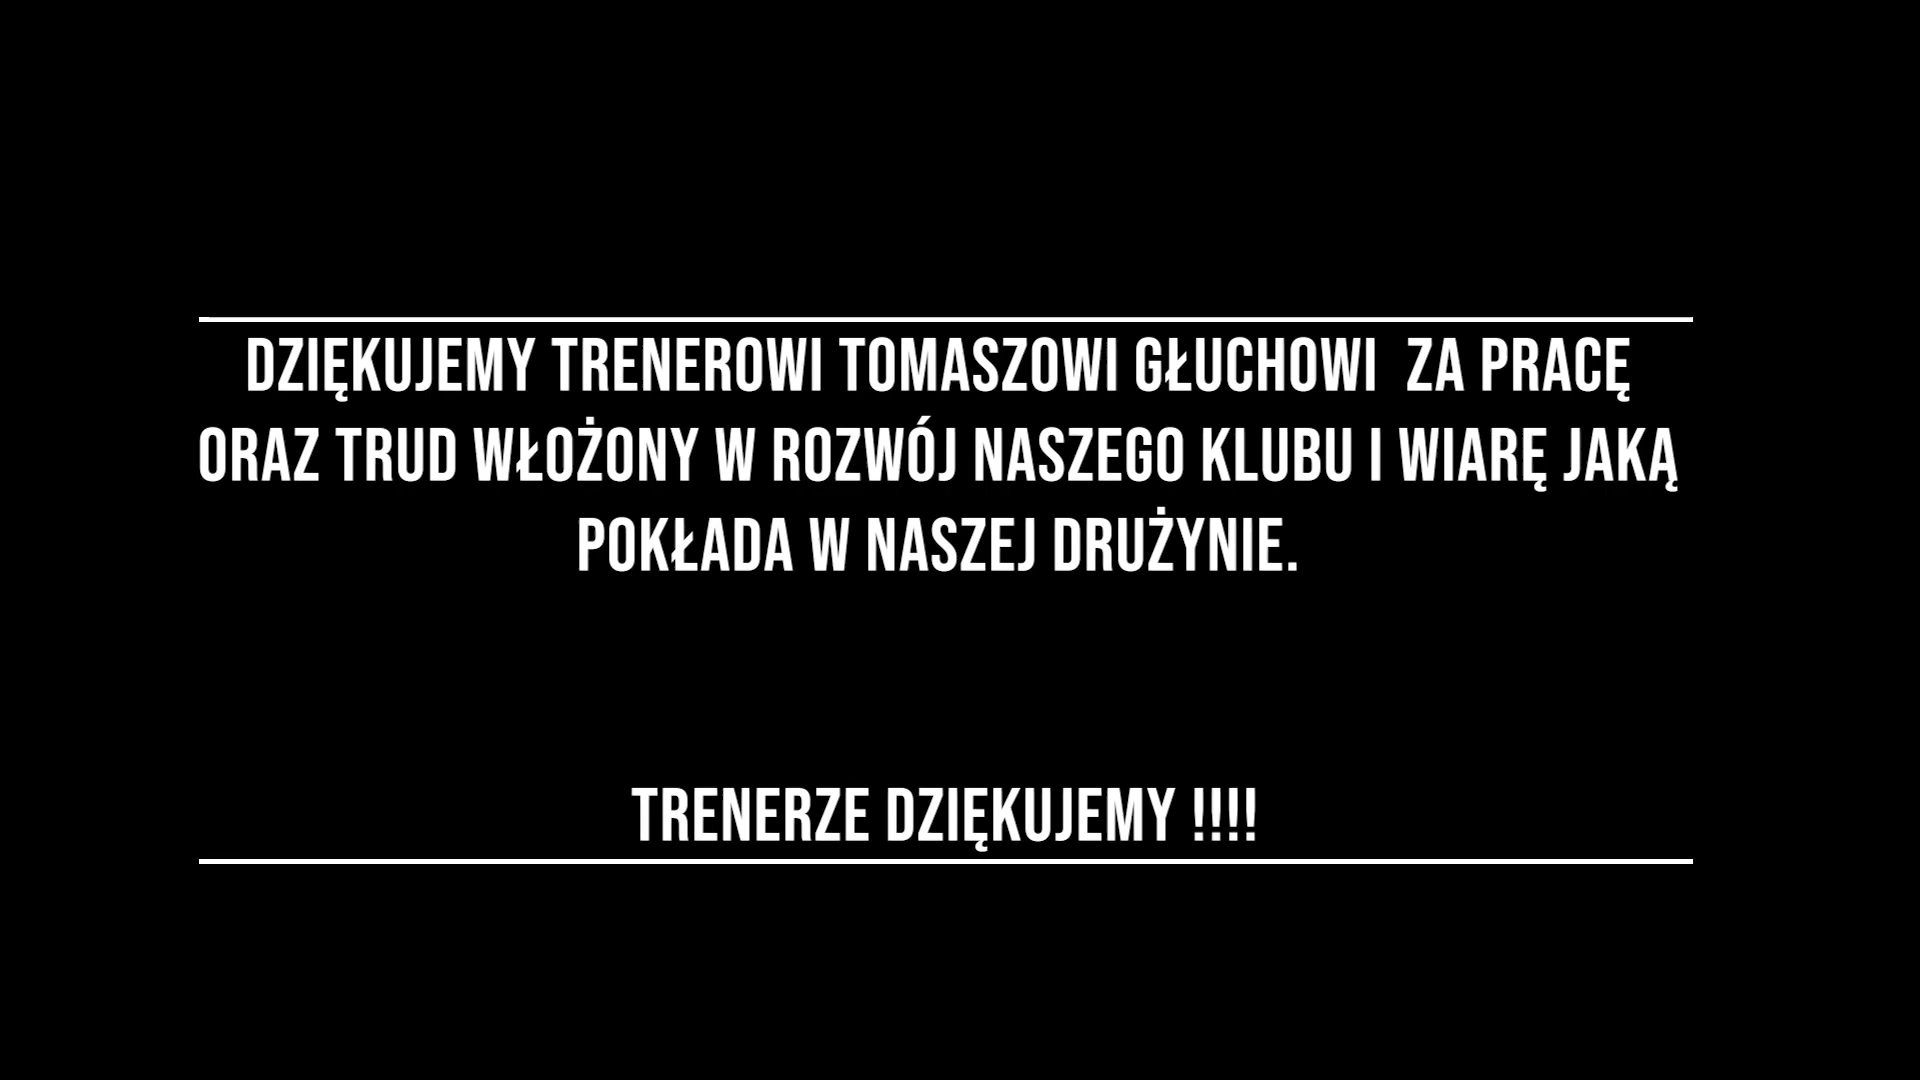 DZIĘKUJEMY TRENEROWI TOMASZOWI GŁUCHOWI  ZA PRACĘ
ORAZ TRUD WŁOŻONY W ROZWÓJ NASZEGO KLUBU I WIARĘ JAKĄ
POKŁADA W NASZEJ DRUŻYNIE.
TRENERZE DZIĘKUJEMY !!!!